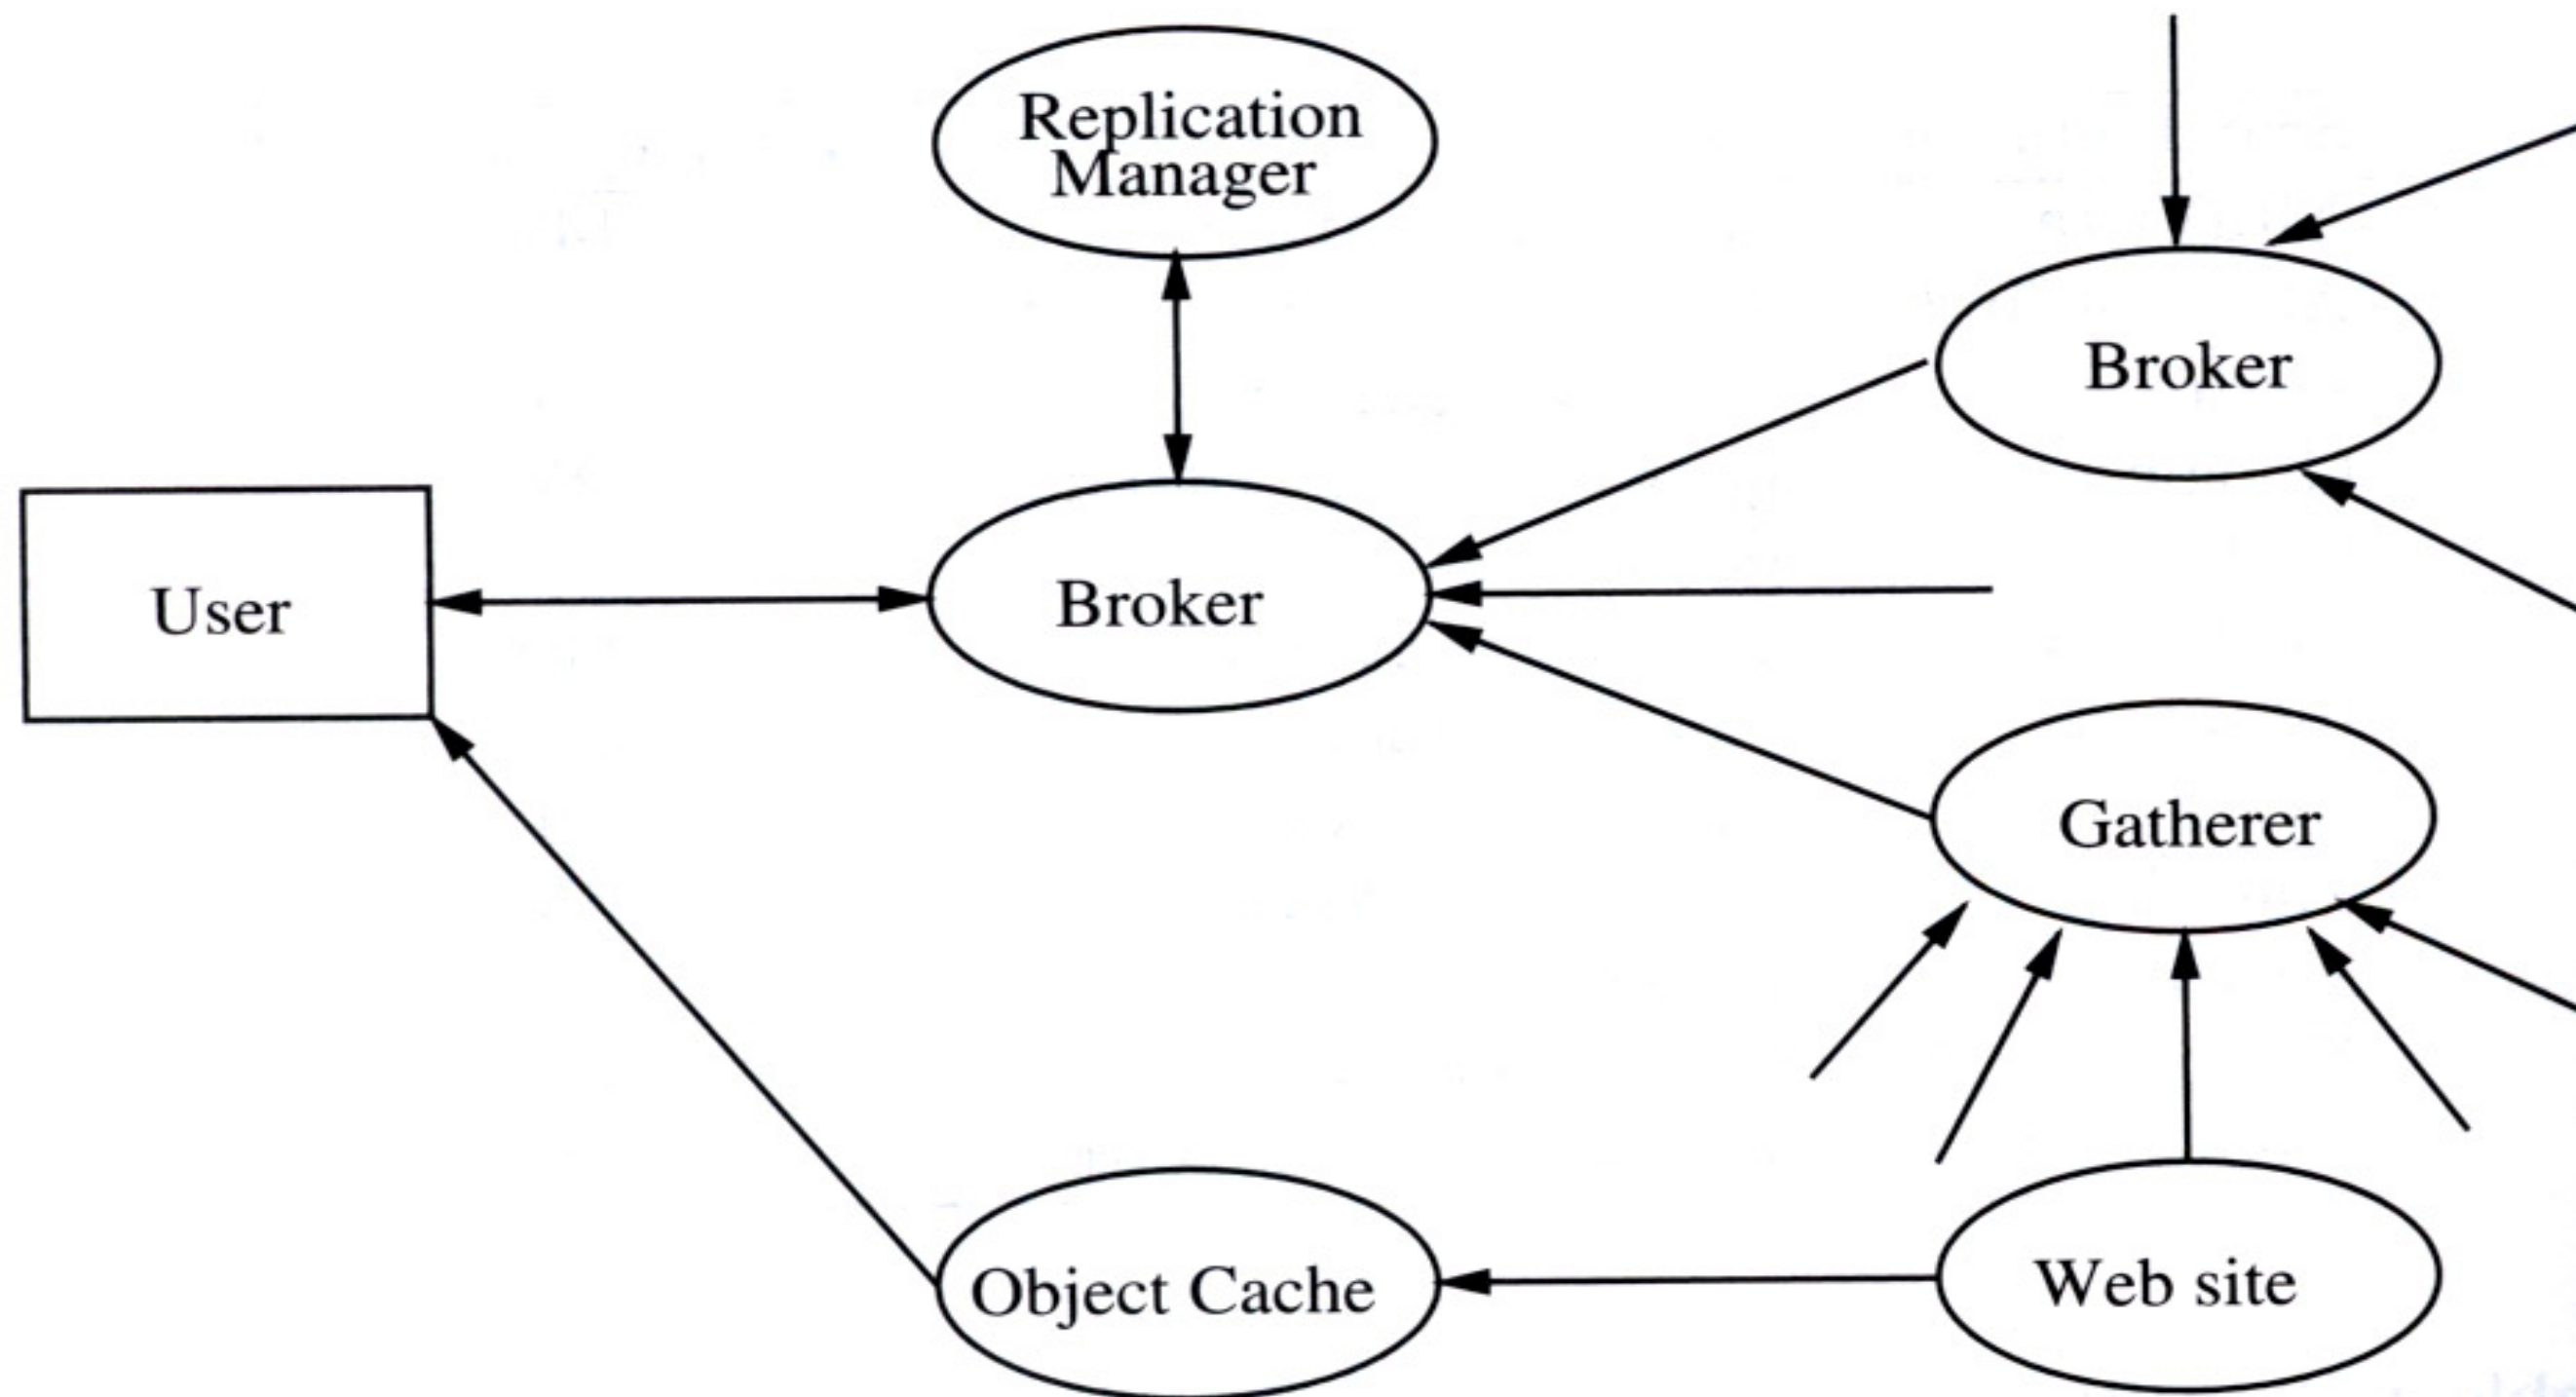 Replication
Manager
Broker
User
Broker
Gatherer
Object Cache
Web site